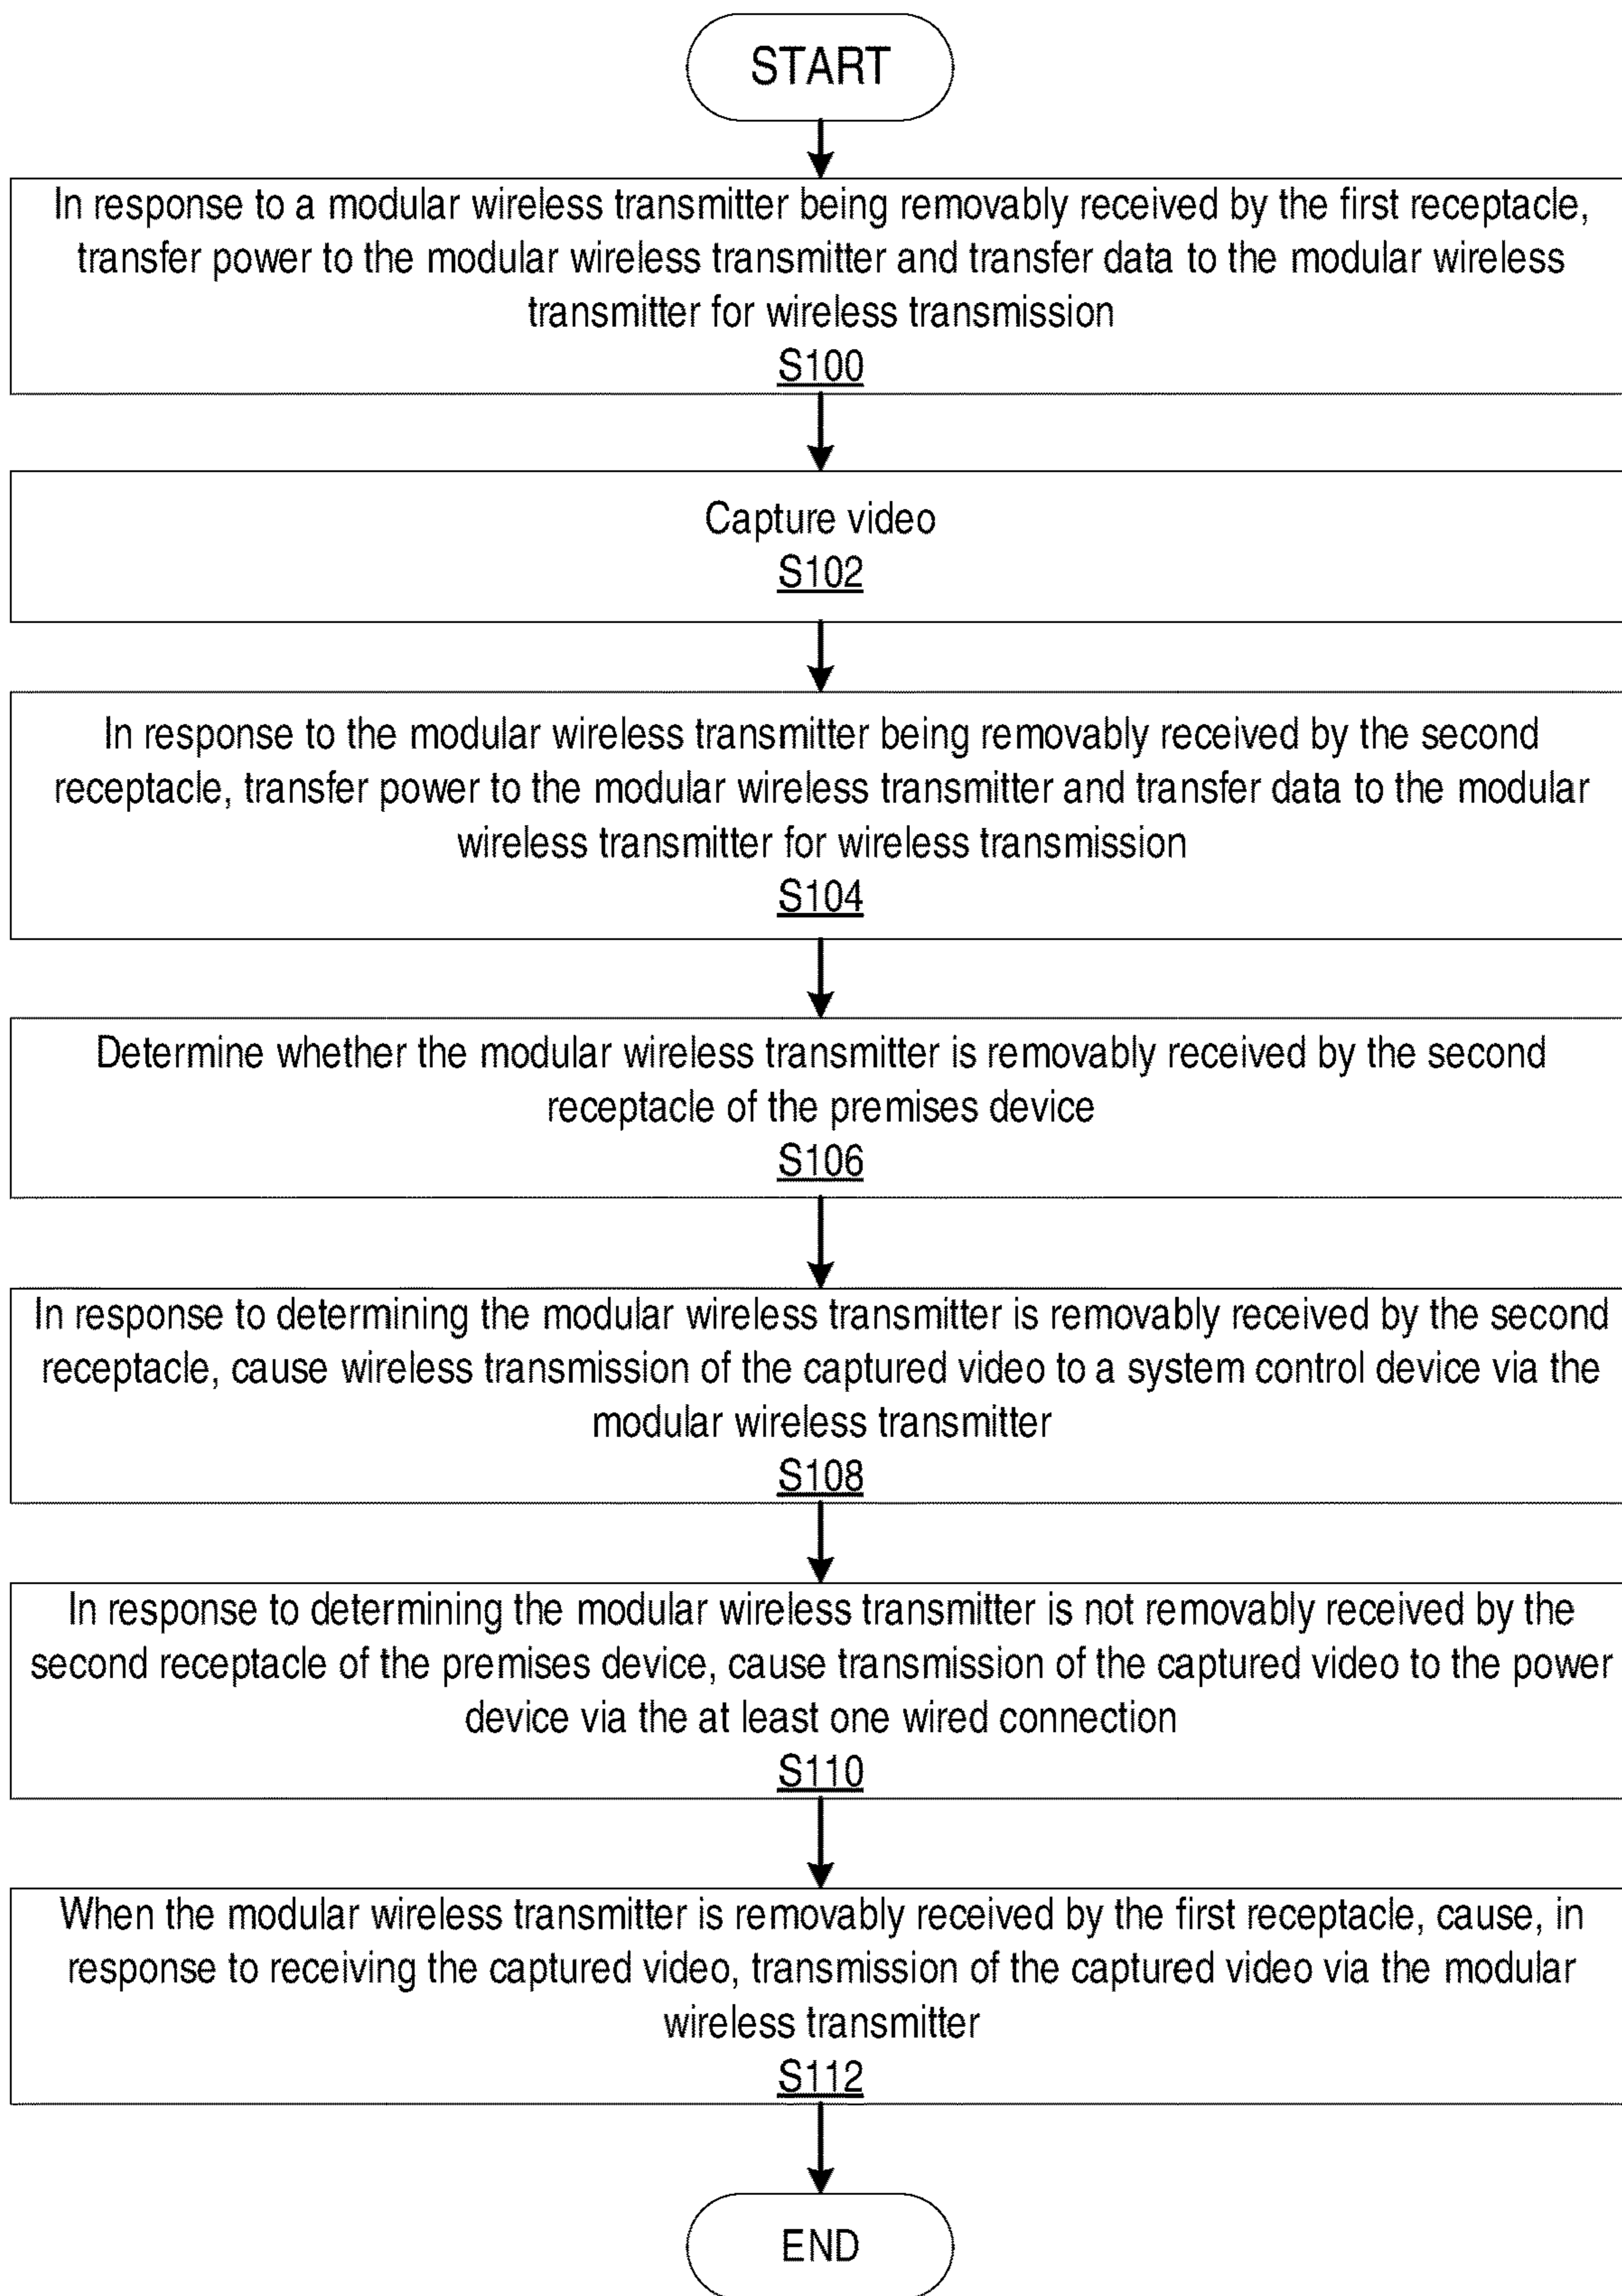 START
In response to a modular wireless transmitter being removably received by the first receptacle,
transfer power to the modular wireless transmitter and transfer data to the modular wireless
transmitter for wireless transmission
S100
Capture video
S102
In response to the modular wireless transmitter being removably received by the second
receptacle, transfer power to the modular wireless transmitter and transfer data to the modular
wireless transmitter for wireless transmission
S104
Determine whether the modular wireless transmitter is removably received by the second
receptacle of the premises device
S106
In response to determining the modular wireless transmitter is removably received by the second
receptacle, cause wireless transmission of the captured video to a system control device via the
modular wireless transmitter
S108
In response to determining the modular wireless transmitter is not removably received by the
second receptacle of the premises device, cause transmission of the captured video to the power
device via the at least one wired connection
S110
When the modular wireless transmitter is removably received by the first receptacle, cause, in
response to receiving the captured video, transmission of the captured video via the modular
wireless transmitter
S112
END